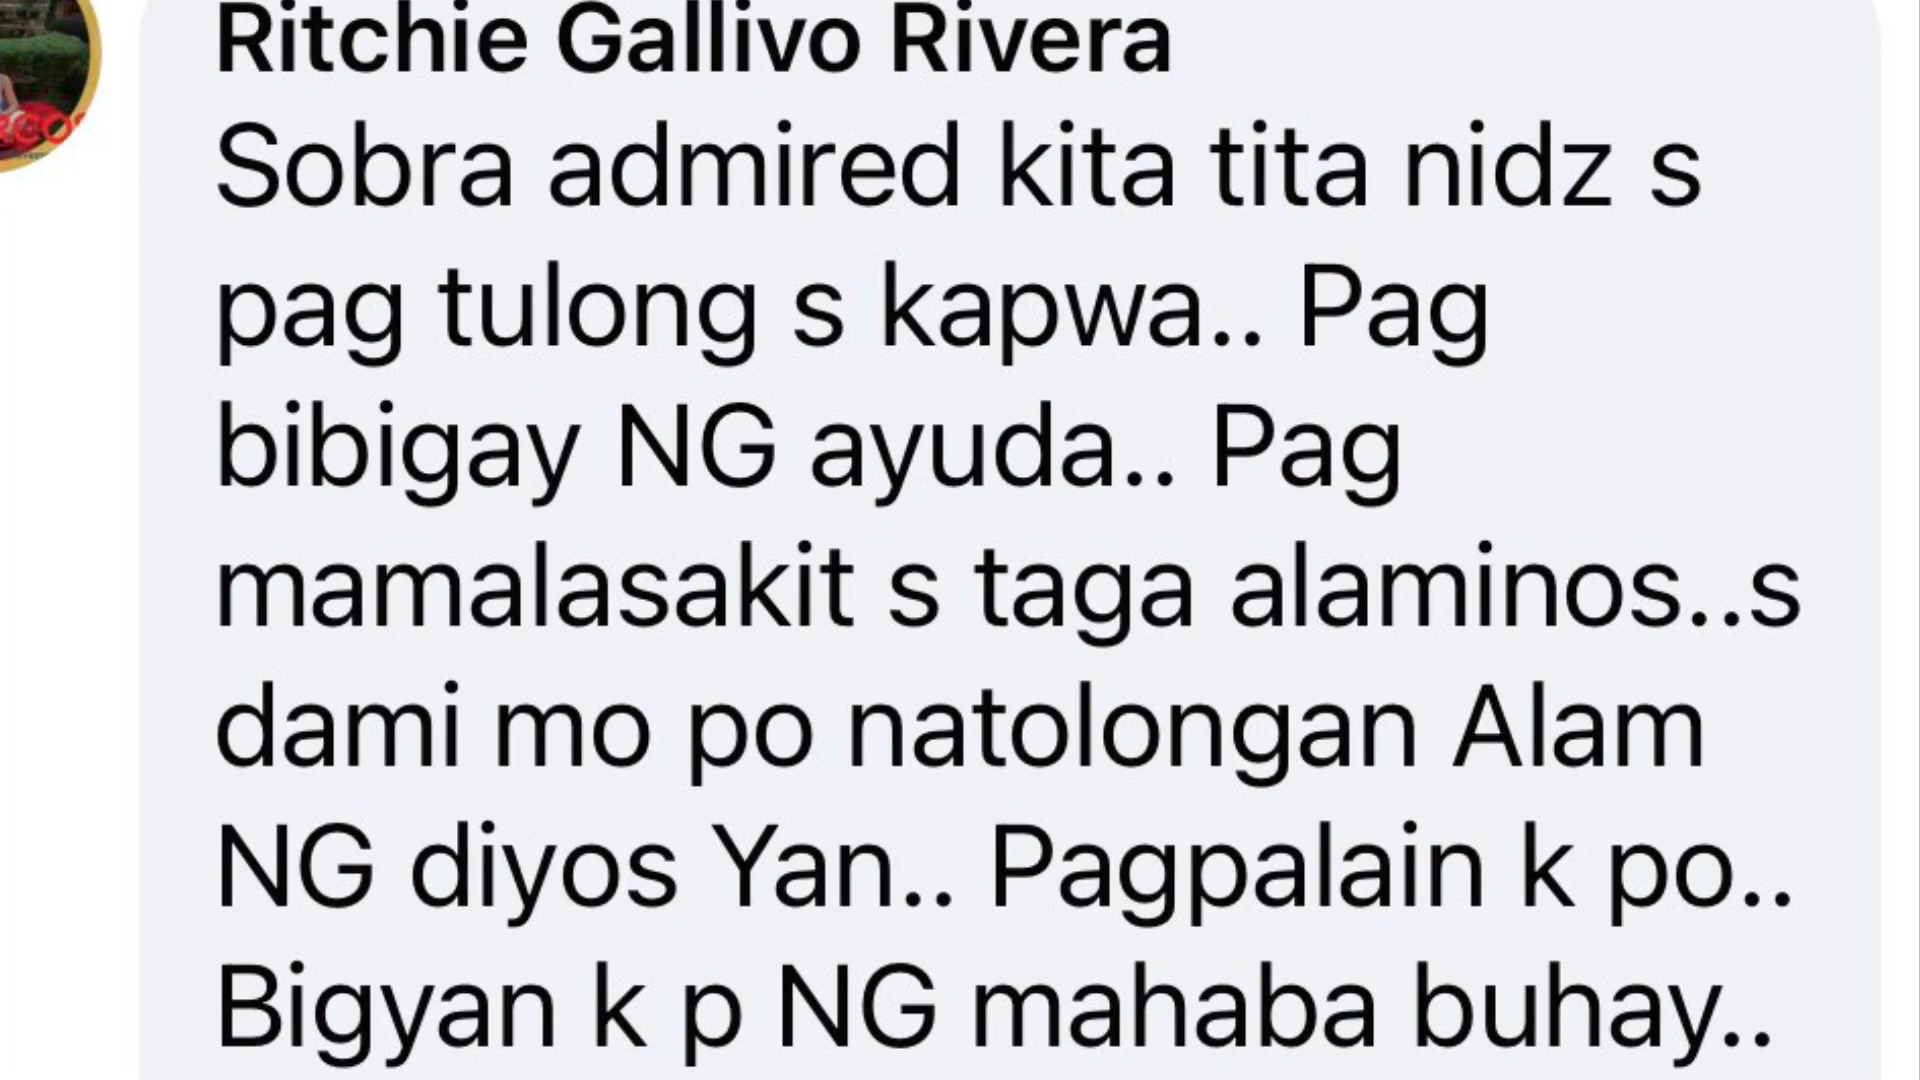 Ritchie Gallivo Rivera
Sobra admired kita tita nidz s
pag tulong s kapwa.. Pag
bibigay NG ayuda.. Pag
mamalasakit s taga alaminos..s
dami mo po natolongan Alam
NG diyos Yan.. Pagpalain k po..
Bigyan k p NG mahaba buhay..